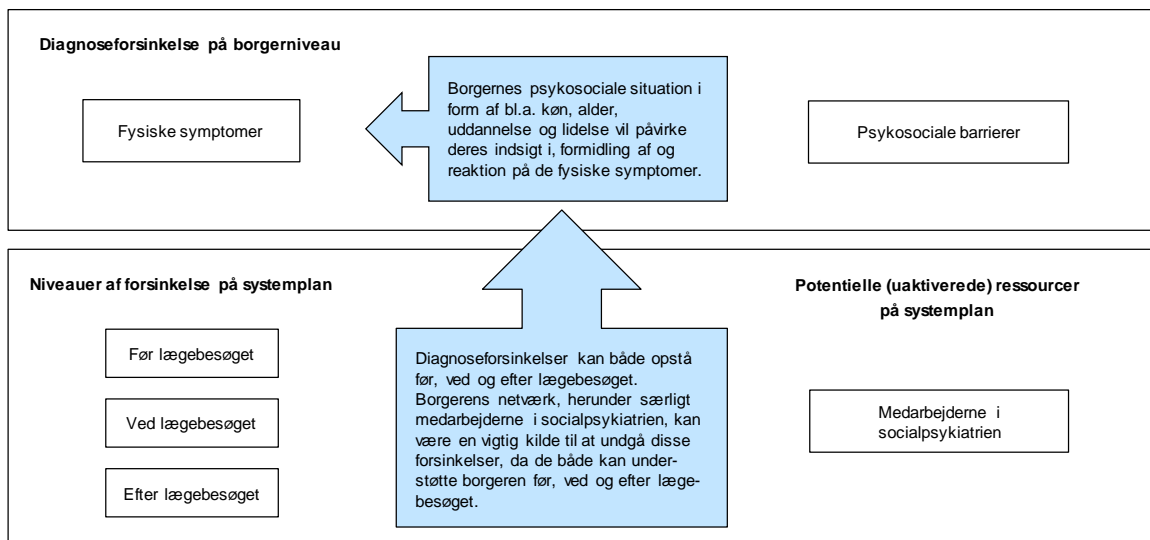 Diagnoseforsinkelse på borgerniveau
Fysiske symptomer
Borgernes psykosociale situation i
form af bl.a. køn, alder,
uddannelse og lidelse vil påvirke
deres indsigt i, formidling af og
reaktion på de fysiske symptomer.
Psykosociale barrierer
Niveauer af forsinkelse på systemplan
Før lægebesøget
Ved lægebesøget
Efter lægebesøget
Diagnoseforsinkelser kan både opstå
før, ved og efter lægebesøget.
Borgerens netværk, herunder særligt
medarbejderne i socialpsykiatrien, kan
være en vigtig kilde til at undgå disse
forsinkelser, da de både kan under-
støtte borgeren før, ved og efter læge-
besøget.
Potentielle (uaktiverede) ressourcer
på systemplan
Medarbejderne i
socialpsykiatrien